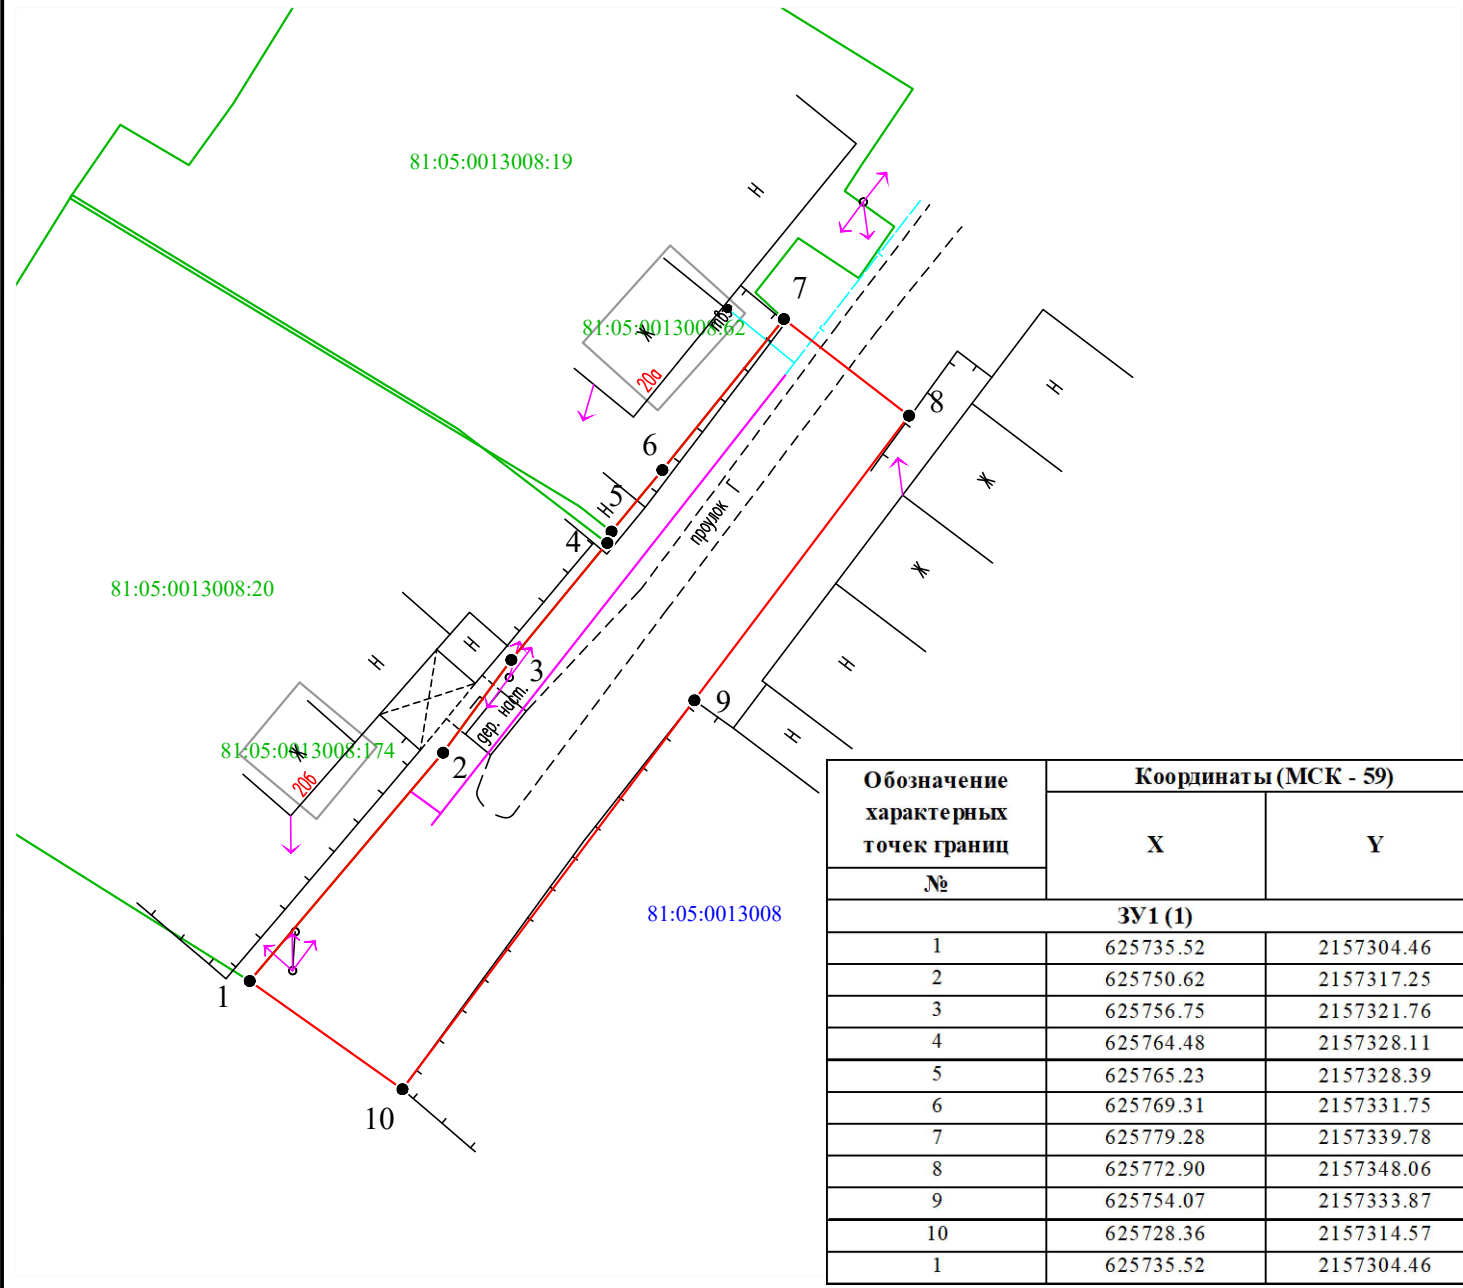 81:05:0013008:19
Н
7
81:05:0013008:62
Ж
20а
8
Н
6
Ж
5
Н
проулок Г
4
Ж
81:05:0013008:20
Н
Н
3
Н
9
дер. наст.
Н
81:05:0013008:174
Ж
20б
2
81:05:0013008
1
10
Обозначение характерных точек границ
Координаты (МСК - 59)
X
Y
№
ЗУ1 (1)
1 625735.52 2157304.46
2 625750.62 2157317.25
3 625756.75 2157321.76
4 625764.48 2157328.11
5 625765.23 2157328.39
6 625769.31 2157331.75
7 625779.28 2157339.78
8 625772.90 2157348.06
9 625754.07 2157333.87
10 625728.36 2157314.57
1 625735.52 2157304.46